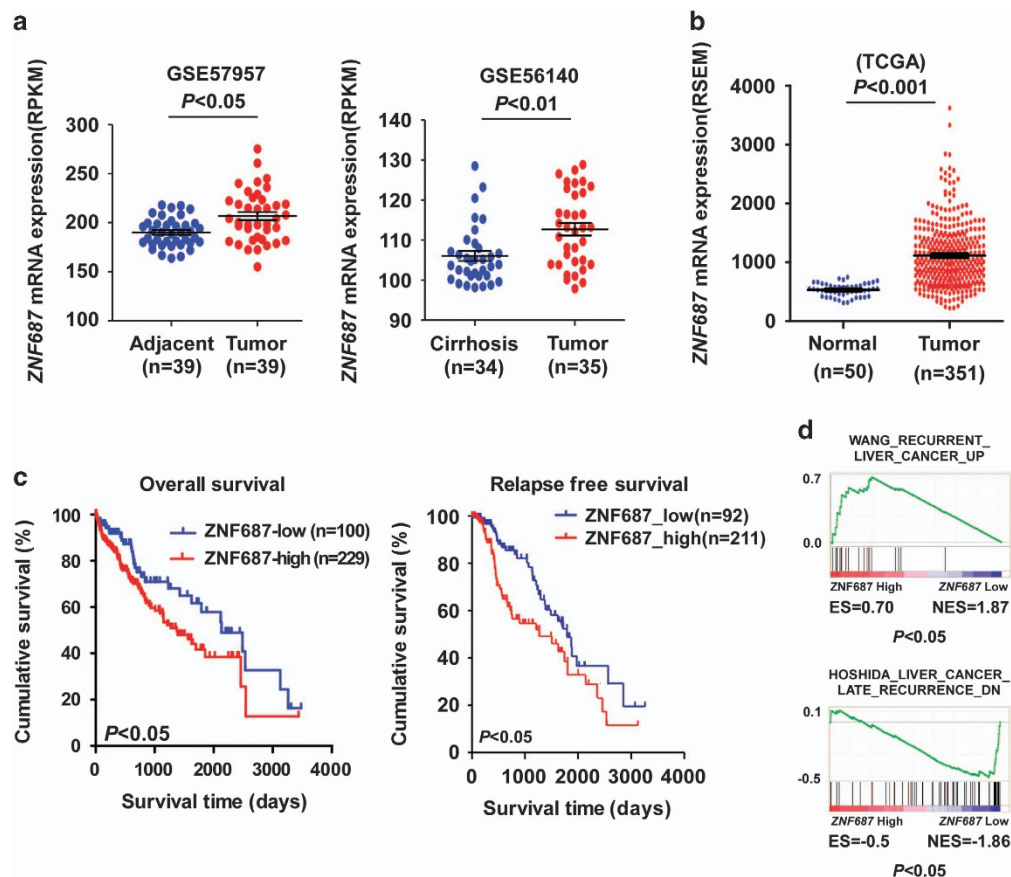 a
GSE57957
P<0.05
ZNF687 mRNA expression(RPKM)
300
250
200
150
100
Adjacent
(n=39)
Tumor
(n=39)
GSE56140
P<0.01
ZNF687 mRNA expression(RPKM)
130
120
110
100
90
Cirrhosis
(n=34)
Tumor
(n=35)
b
(TCGA)
P<0.001
ZNF687 mRNA expression(RSEM)
4000
3000
2000
1000
0
Normal
(n=50)
Tumor
(n=351)
c
Overall survival
ZNF687-low (n=100)
ZNF687-high (n=229)
Cumulative survival (%)
100
80
60
40
20
0
P<0.05
0 1000 2000 3000 4000
Survival time (days)
Relapse free survival
ZNF687_low(n=92)
ZNF687_high(n=211)
Cumulative survival (%)
100
80
60
40
20
0
P<0.05
0 1000 2000 3000 4000
Survival time (days)
d
WANG_RECURRENT_
LIVER_CANCER_UP
0.7
0.0
ZNF687 High ZNF687 Low
ES=0.70 NES=1.87
P<0.05
HOSHIDA_LIVER_CANCER_
LATE_RECURRENCE_DN
0.1
-0.5
ZNF687 High ZNF687 Low
ES=-0.5 NES=-1.86
P<0.05